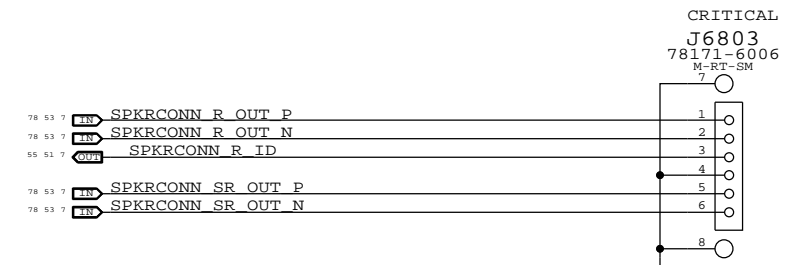 CRITICAL
J6803
78171-6006
M-RT-SM
7
78 53 7 IN SPKRCONN_R_OUT_P 1
78 53 7 IN SPKRCONN_R_OUT_N 2
55 51 7 OUT SPKRCONN_R_ID 3
4
78 53 7 IN SPKRCONN_SR_OUT_P 5
78 53 7 IN SPKRCONN_SR_OUT_N 6
8